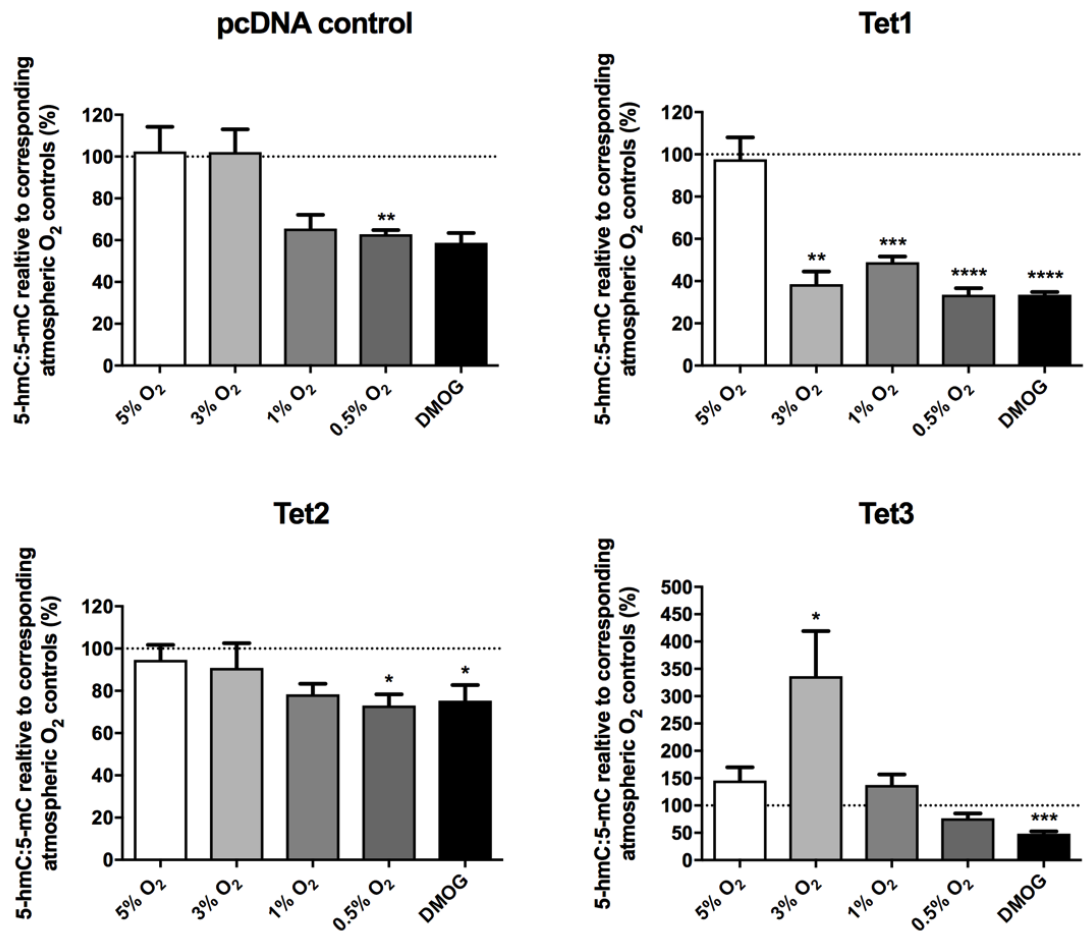 pcDNA control
5-hmC:5-mC realtive to corresponding
atmospheric O2 controls (%)
120
100
80
60
40
20
0
**
5% O2
3% O2
1% O2
0.5% O2
DMOG
Tet1
5-hmC:5-mC realtive to corresponding
atmospheric O2 controls (%)
120
100
80
60
40
20
0
**
***
****
****
5% O2
3% O2
1% O2
0.5% O2
DMOG
Tet2
5-hmC:5-mC realtive to corresponding
atmospheric O2 controls (%)
120
100
80
60
40
20
0
*
*
5% O2
3% O2
1% O2
0.5% O2
DMOG
Tet3
5-hmC:5-mC realtive to corresponding
atmospheric O2 controls (%)
500
450
400
350
300
250
200
150
100
50
0
*
***
5% O2
3% O2
1% O2
0.5% O2
DMOG